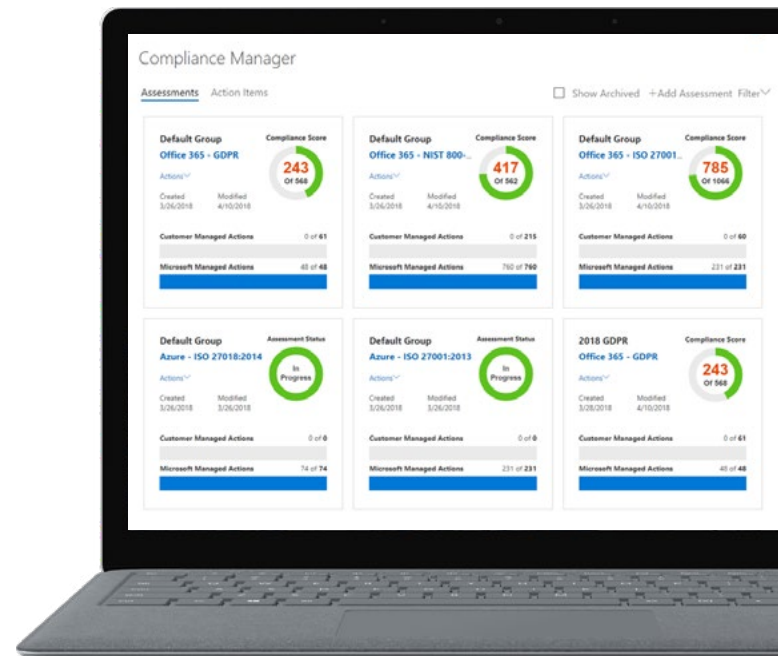 Compliance Manager
Assessments Action Items
Show Archived +Add Assessment Filter
Default Group Compliance Score
Office 365 - GDPR
243
Of 568
Actions
Created Modified
3/26/2018 4/10/2018
Customer Managed Actions 0 of 61
Microsoft Managed Actions 48 of 48
Default Group Compliance Score
Office 365 - NIST 800-...
417
Of 562
Actions
Created Modified
3/26/2018 4/10/2018
Customer Managed Actions 0 of 215
Microsoft Managed Actions 760 of 760
Default Group Compliance Score
Office 365 - ISO 27001...
785
Of 1066
Actions
Created Modified
3/26/2018 4/10/2018
Customer Managed Actions 0 of 60
Microsoft Managed Actions 231 of 231
Default Group Assessment Status
Azure - ISO 27018:2014
In
Progress
Actions
Created Modified
3/26/2018 3/26/2018
Customer Managed Actions 0 of 0
Microsoft Managed Actions 74 of 74
Default Group Assessment Status
Azure - ISO 27001:2013
In
Progress
Actions
Created Modified
3/26/2018 3/26/2018
Customer Managed Actions 0 of 0
Microsoft Managed Actions 231 of 231
2018 GDPR Compliance Score
Office 365 - GDPR
243
Of 568
Actions
Created Modified
3/28/2018 4/10/2018
Customer Managed Actions 0 of 61
Microsoft Managed Actions 48 of 48